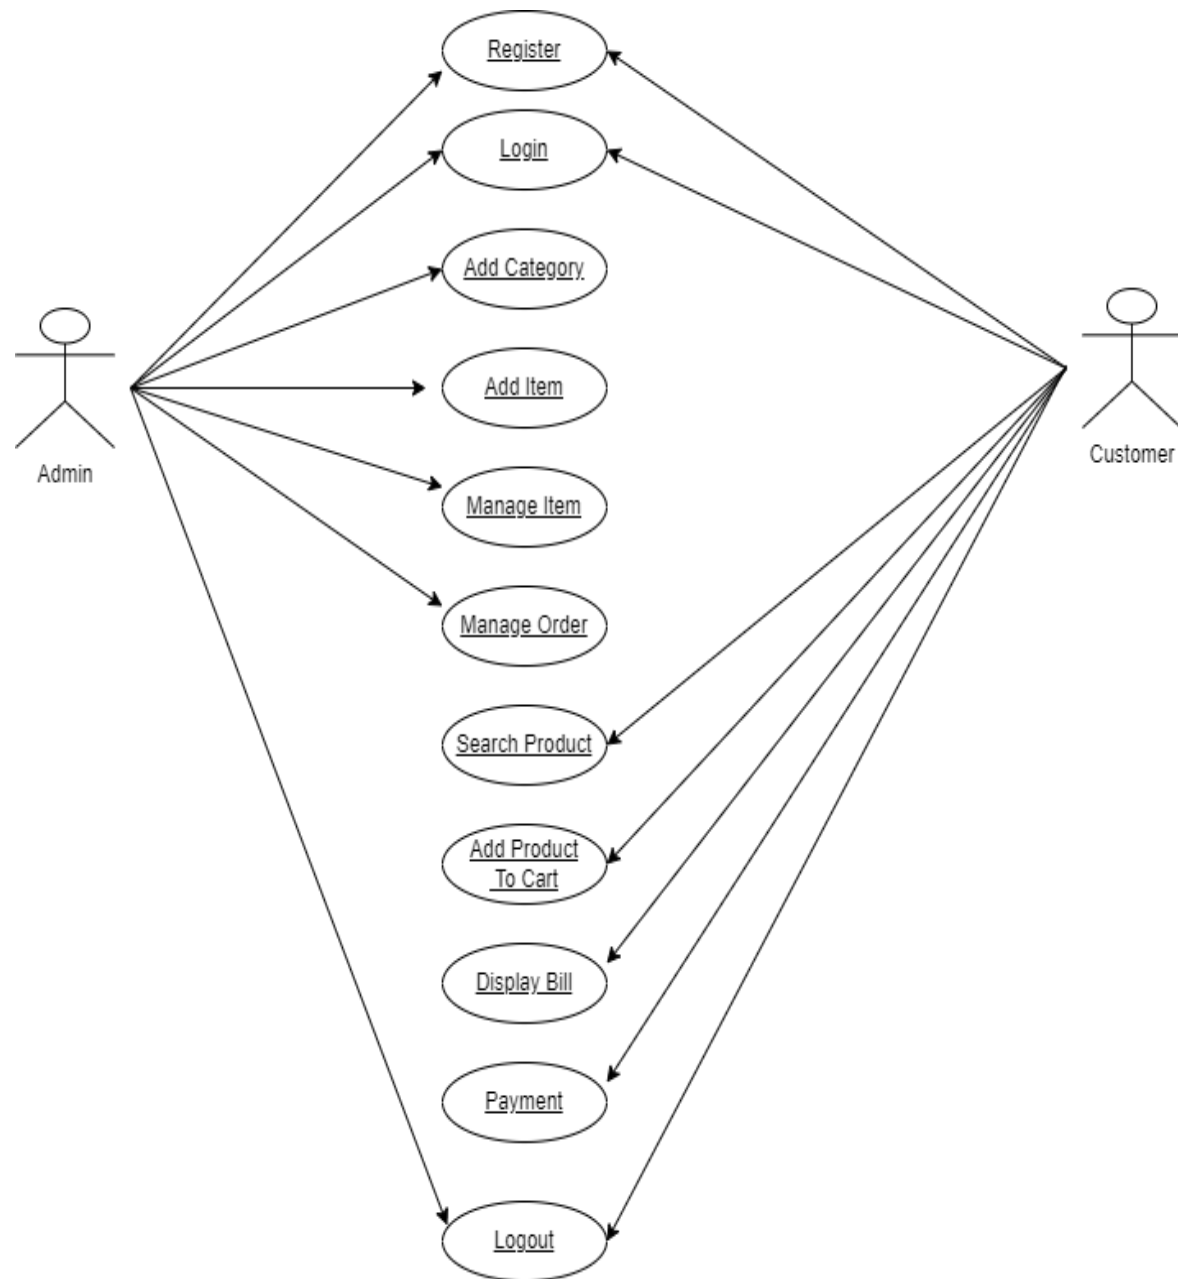 Register
Login
Add Category
Add Item
Manage Item
Manage Order
Search Product
Add Product
To Cart
Display Bill
Payment
Logout
Admin
Customer